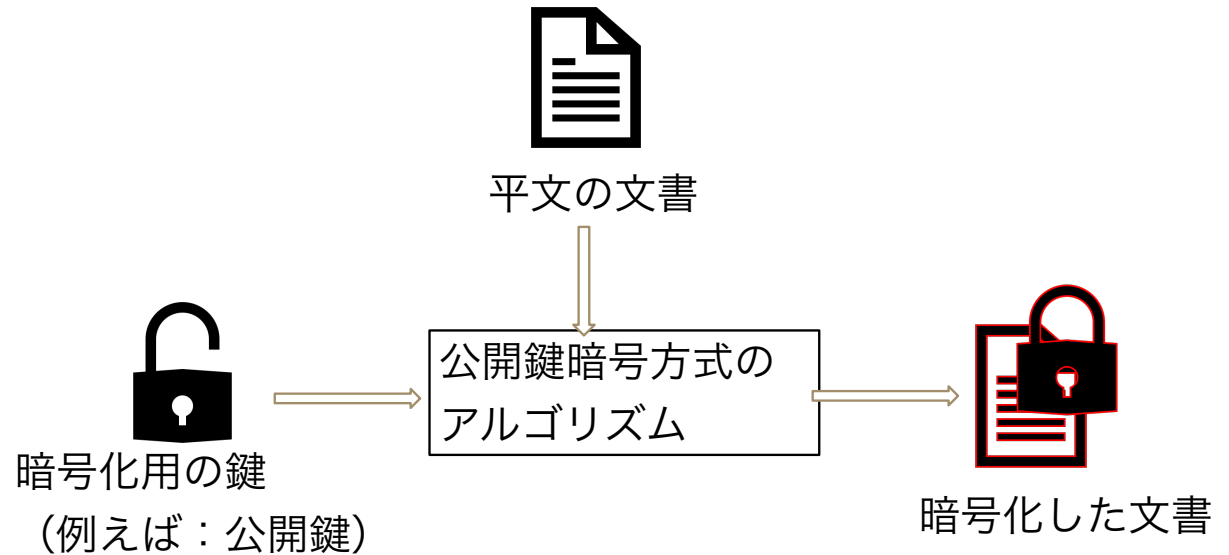 平文の文書
公開鍵暗号方式の
アルゴリズム
暗号化用の鍵
（例えば：公開鍵）
暗号化した文書